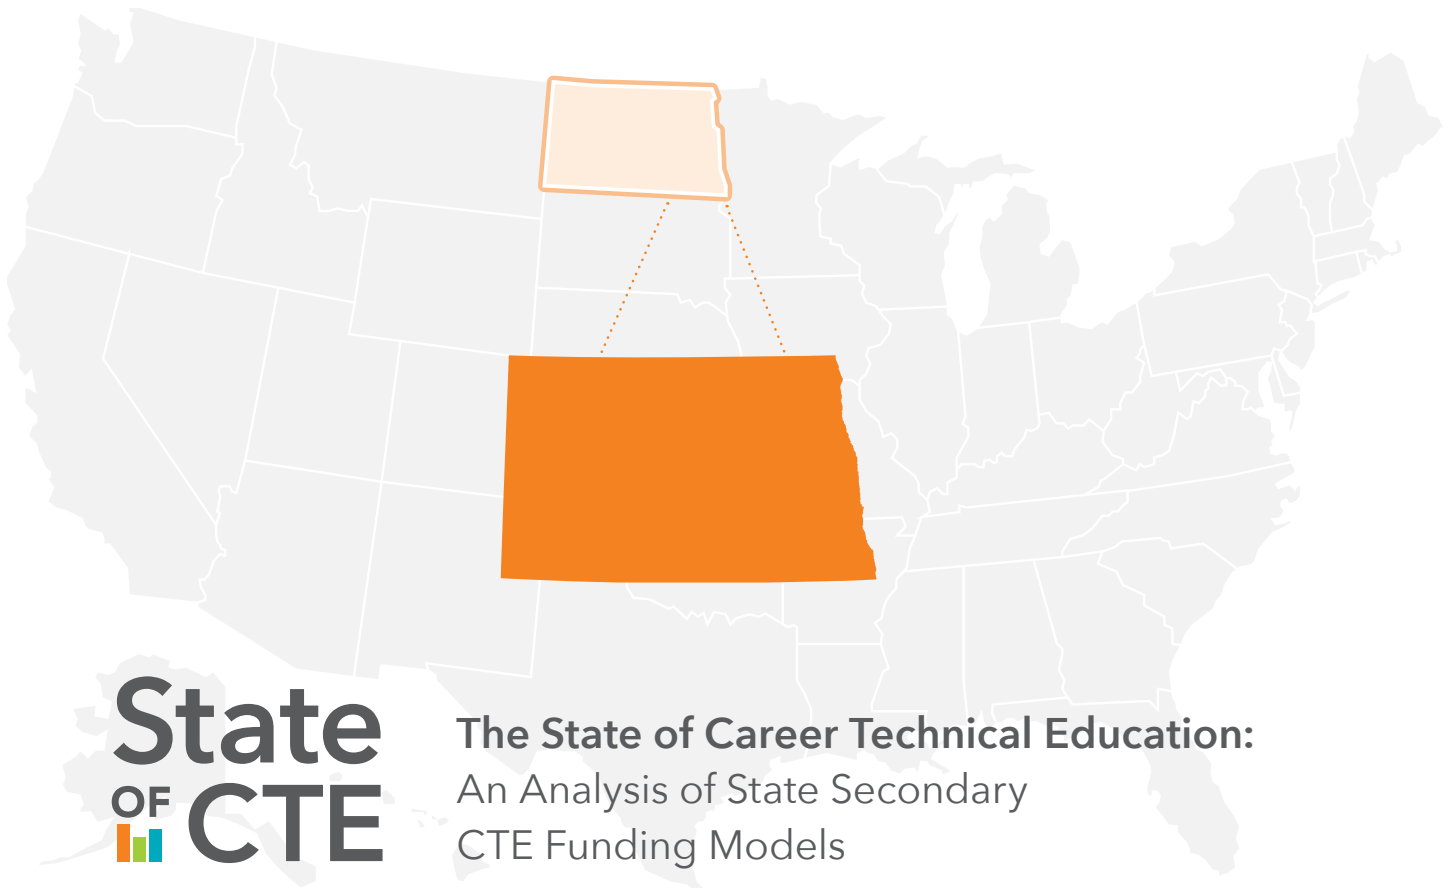 State
OF CTE
The State of Career Technical Education:
An Analysis of State Secondary
CTE Funding Models